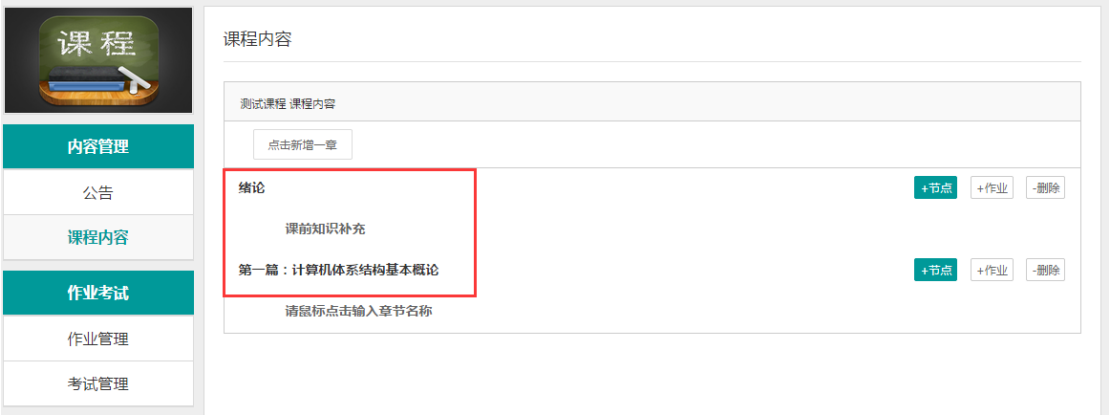 课程
课程内容
测试课程 课程内容
点击新增一章
内容管理
公告
课程内容
作业考试
作业管理
考试管理
绪论 +节点 +作业 -删除
课前知识补充
第一篇：计算机体系结构基本概论 +节点 +作业 -删除
请鼠标点击输入章节名称